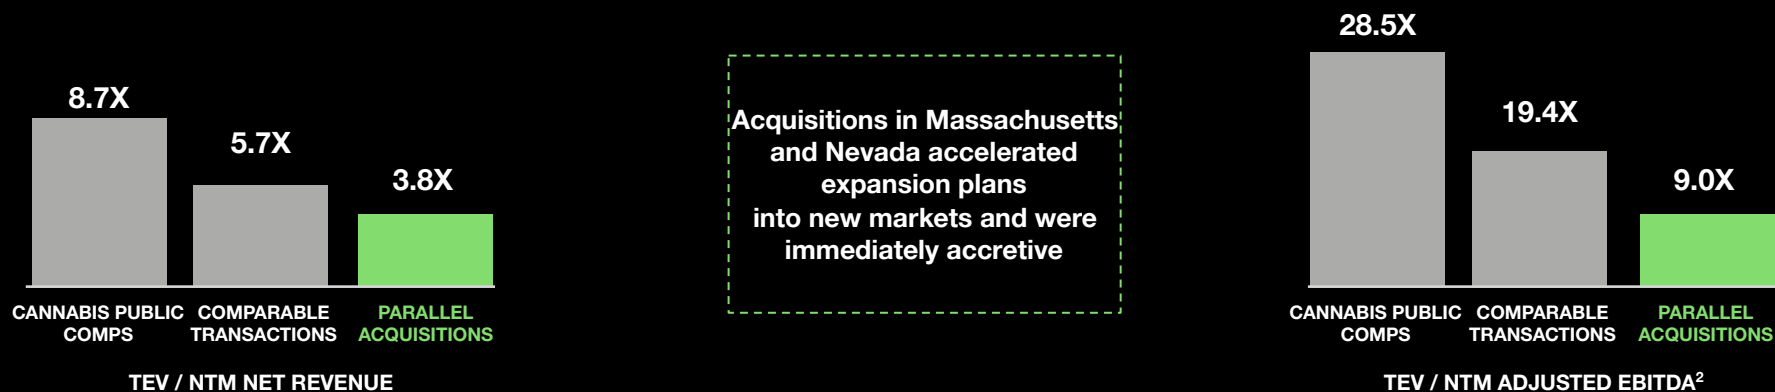 8.7X
5.7X
3.8X
CANNABIS PUBLIC
COMPS
COMPARABLE
TRANSACTIONS
PARALLEL
ACQUISITIONS
TEV / NTM NET REVENUE
Acquisitions in Massachusetts
and Nevada accelerated
expansion plans
into new markets and were
immediately accretive
28.5X
19.4X
9.0X
CANNABIS PUBLIC
COMPS
COMPARABLE
TRANSACTIONS
PARALLEL
ACQUISITIONS
TEV / NTM ADJUSTED EBITDA²